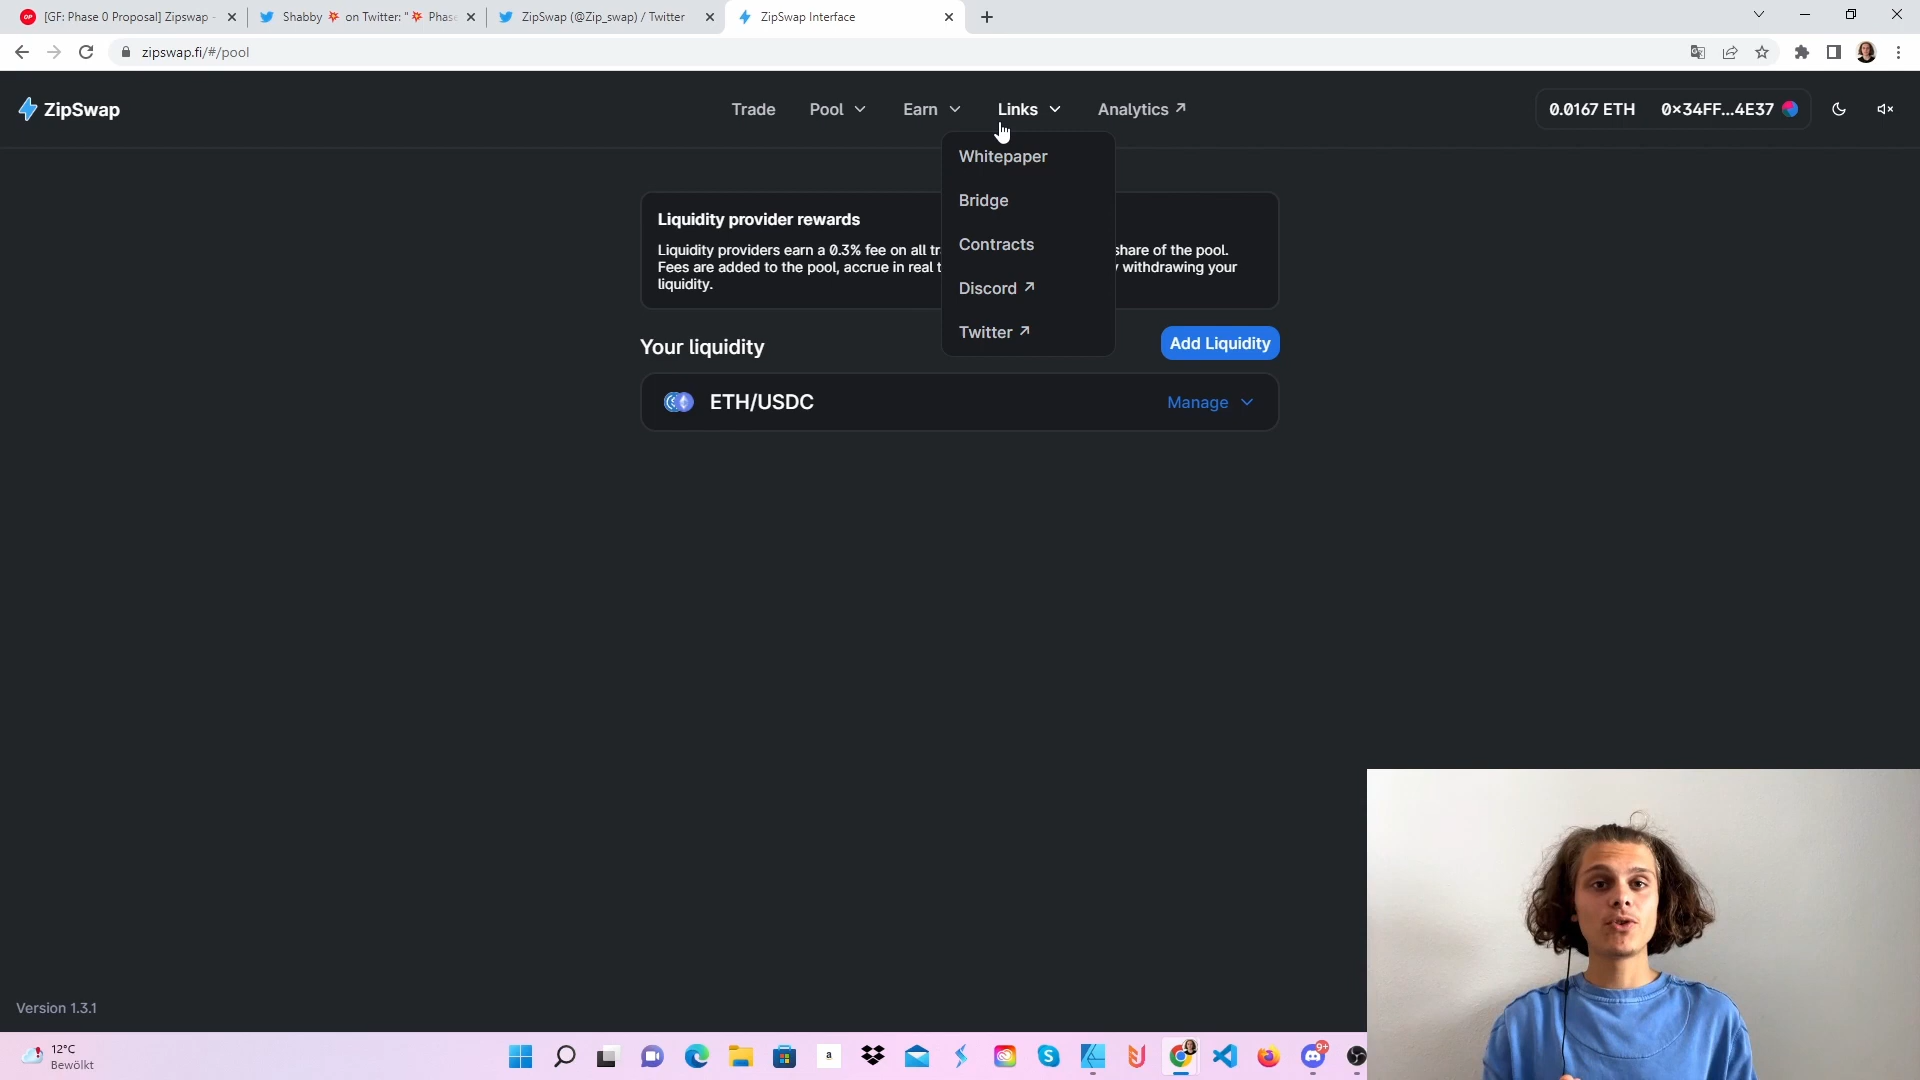 [GF: Phase 0 Proposal] Zipswap -
Shabby 💥 on Twitter: "💥 Phase
ZipSwap (@Zip_swap) / Twitter
ZipSwap Interface
zipswap.fi/#/pool
ZipSwap
Trade
Pool
Earn
Links
Analytics ↗
0.0167 ETH
0x34FF...4E37
Whitepaper
Bridge
Contracts
Discord ↗
Twitter ↗
Liquidity provider rewards
Liquidity providers earn a 0.3% fee on all tr share of the pool.
Fees are added to the pool, accrue in real t withdrawing your
liquidity.
Your liquidity
Add Liquidity
ETH/USDC
Manage
Version 1.3.1
12°C
Bewölkt
a
9+